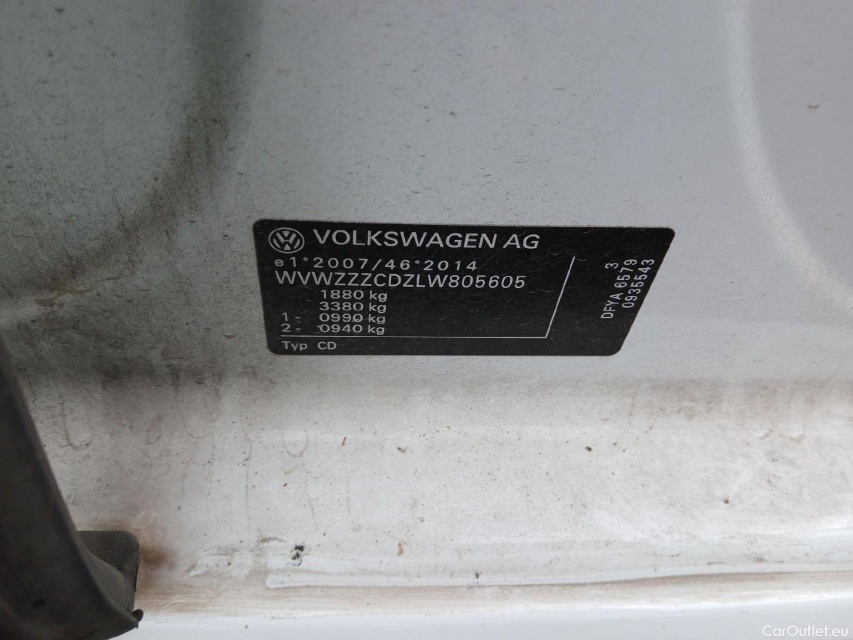 VOLKSWAGEN AG
e1*2007/46*2014
WVWZZZCDZLW805605
1880 kg
3380 kg
1- 0990 kg
2- 0940 kg
Typ CD
3
DFYA 6579
0935543
CarOutlet.eu